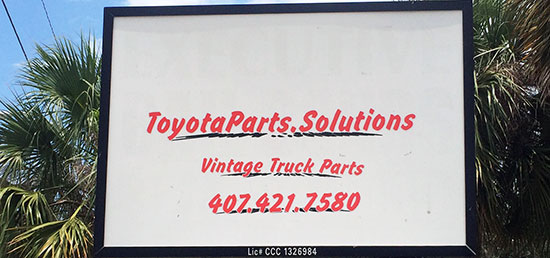 ToyotaParts.Solutions
Vintage Truck Parts
407.421.7580
Lic# CCC 1326984